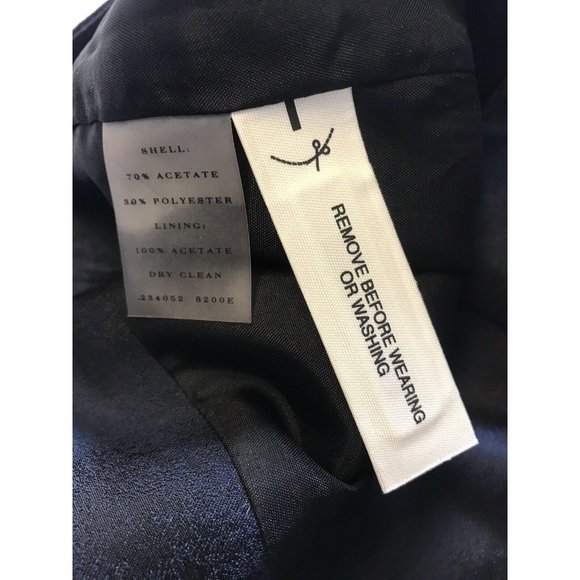 SHELL:
70% ACETATE
30% POLYESTER
LINING:
100% ACETATE
DRY CLEAN
254052 8200E
REMOVE BEFORE WEARING
OR WASHING